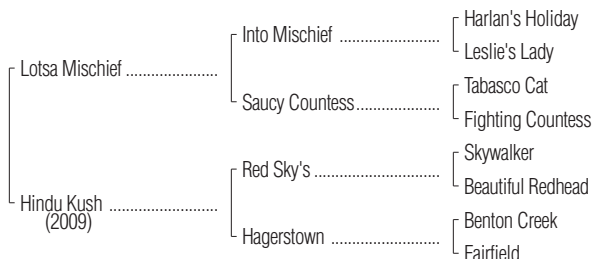 Harlan's Holiday
Into Mischief ........................
Leslie's Lady
Lotsa Mischief ......................
Tabasco Cat
Saucy Countess....................
Fighting Countess
Skywalker
Red Sky's ..............................
Beautiful Redhead
Hindu Kush ..........................
(2009)
Benton Creek
Hagerstown ..........................
Fairfield